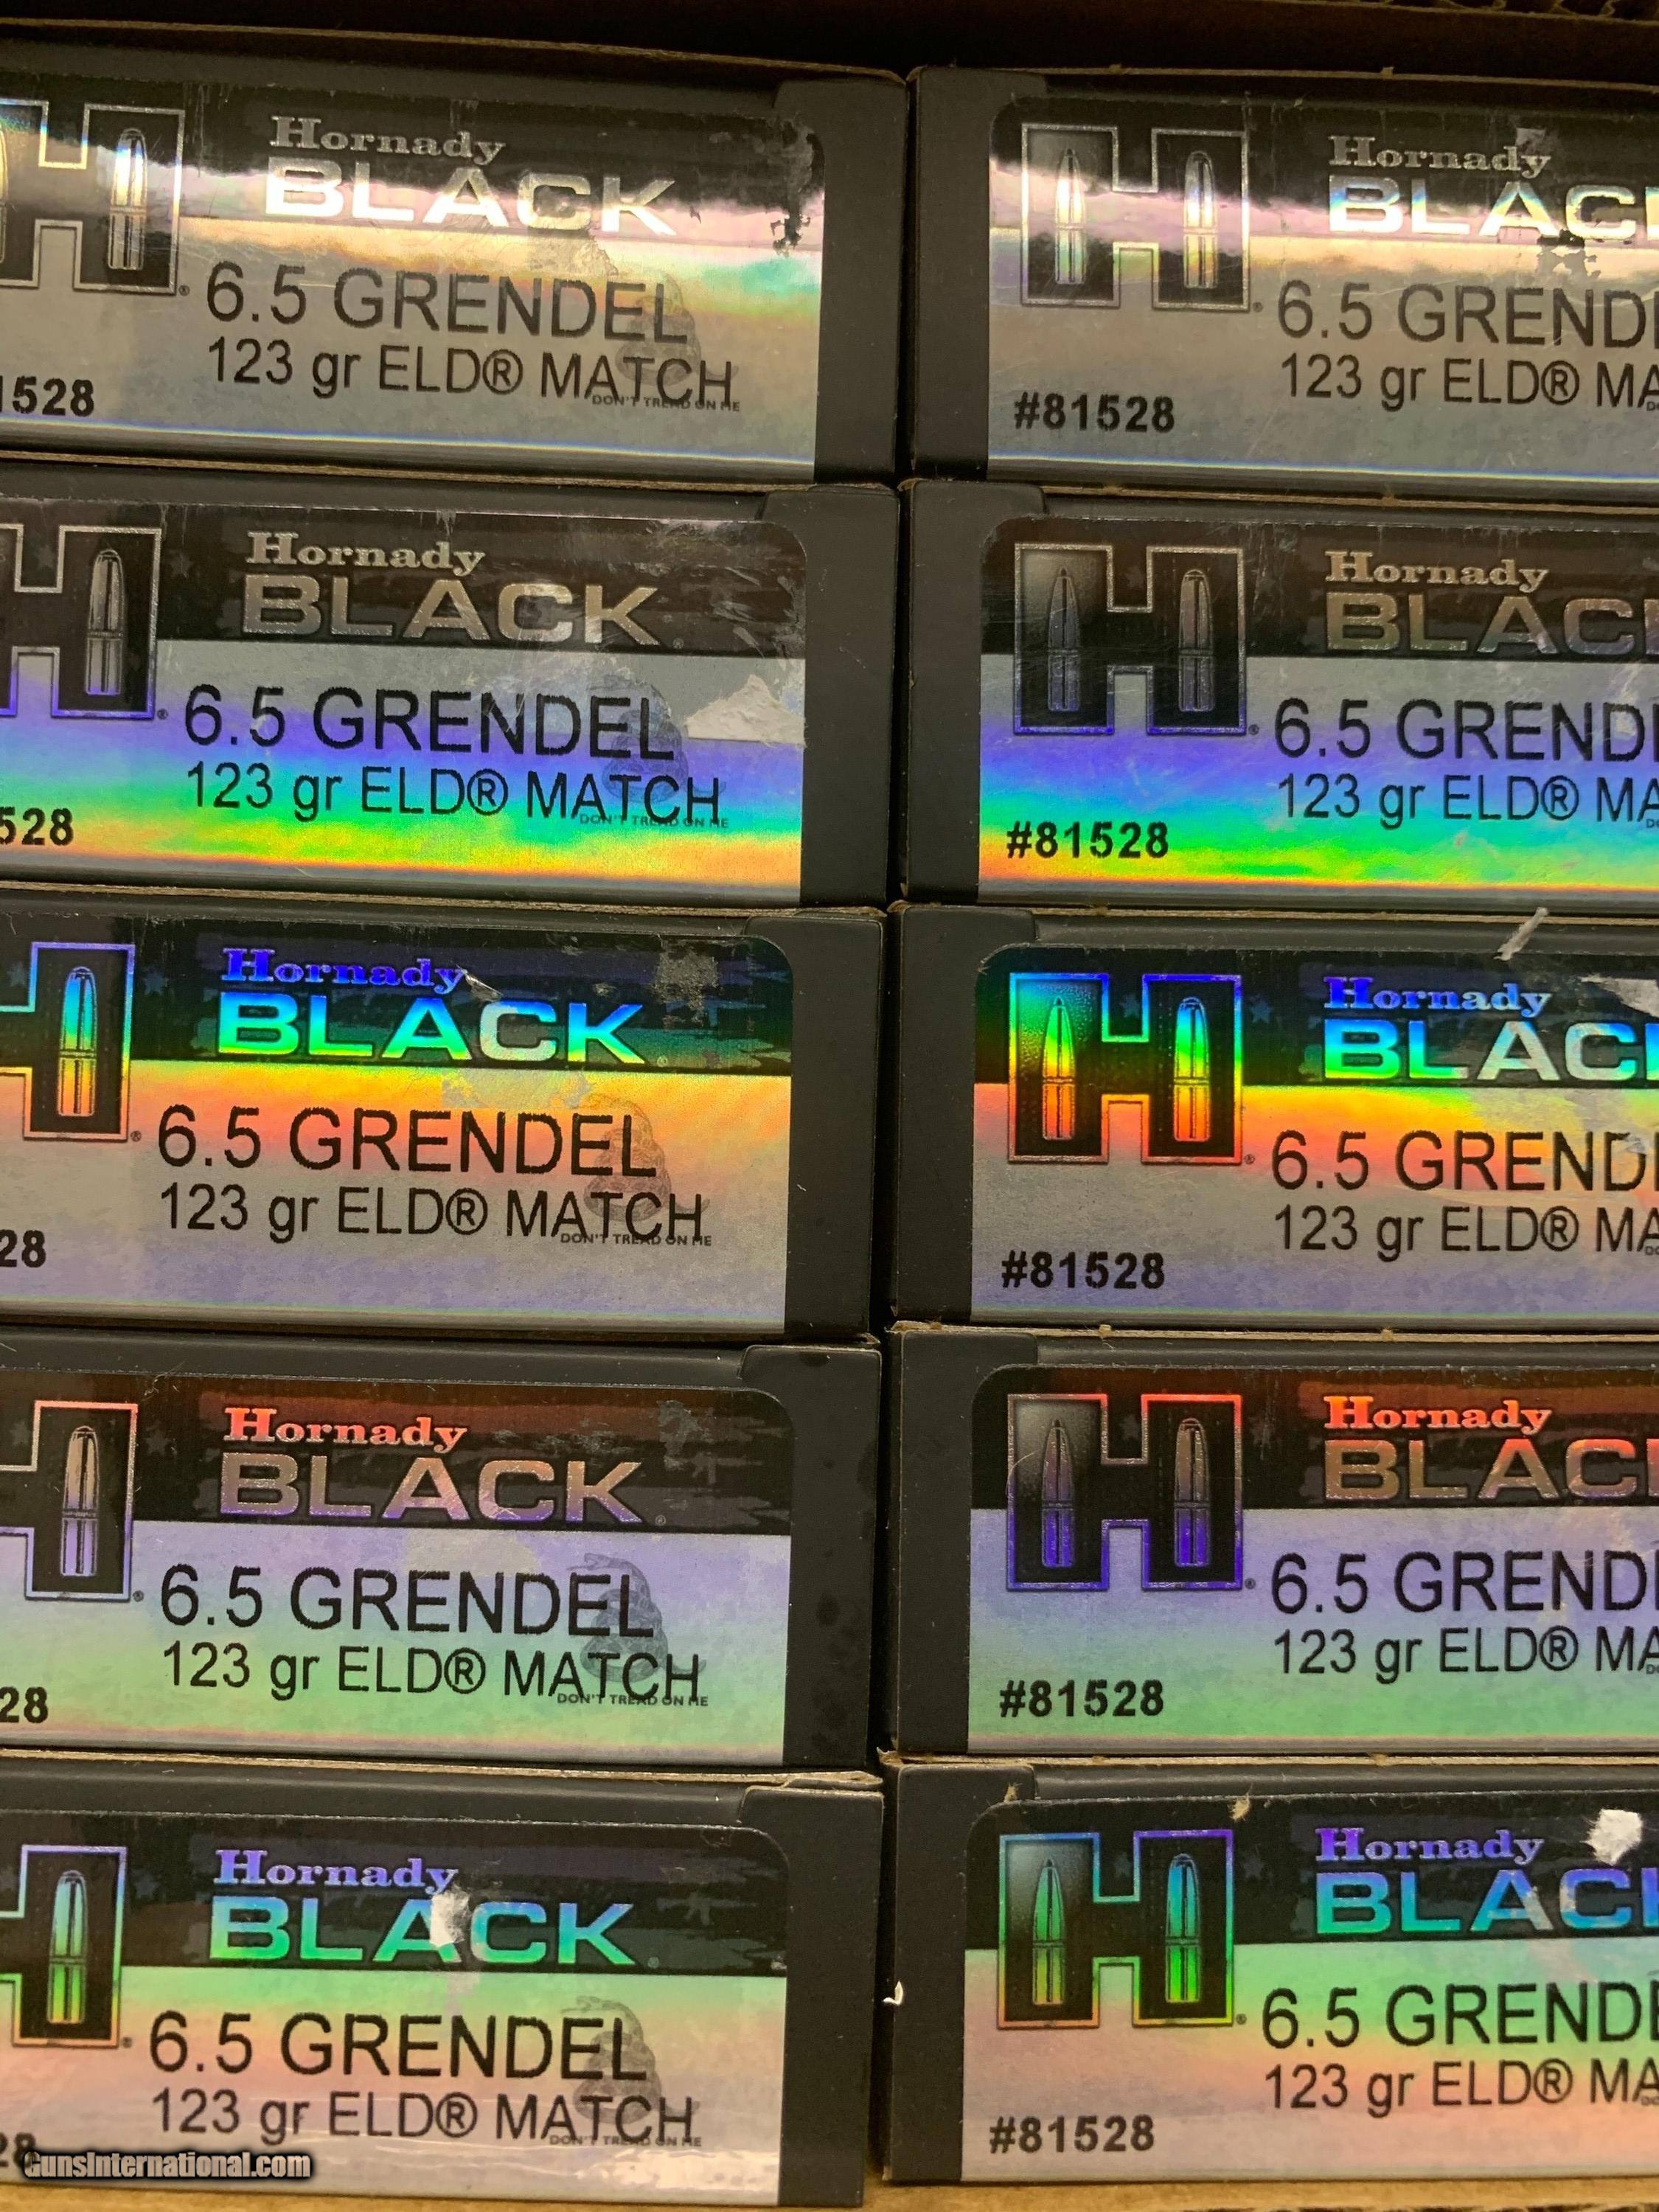 Hornady
BLACK
6.5 GRENDEL
123 gr ELD® MATCH
DON'T TREAD ON ME
1528
Hornady
BLAC
6.5 GREND
123 gr ELD® MA
#81528
Hornady
BLACK
6.5 GRENDEL
123 gr ELD® MATCH
DON'T TREAD ON ME
528
Hornady
BLAC
6.5 GREND
123 gr ELD® MA
#81528
Hornady
BLACK
6.5 GRENDEL
123 gr ELD® MATCH
DON'T TREAD ON ME
28
Hornady
BLAC
6.5 GREND
123 gr ELD® MA
#81528
Hornady
BLACK
6.5 GRENDEL
123 gr ELD® MATCH
DON'T TREAD ON ME
28
Hornady
BLAC
6.5 GREND
123 gr ELD® MA
#81528
Hornady
BLACK
6.5 GRENDEL
123 gr ELD® MATCH
DON'T TREAD ON ME
28
Hornady
BLAC
6.5 GRENDE
123 gr ELD® MA
#81528
GunsInternational.com